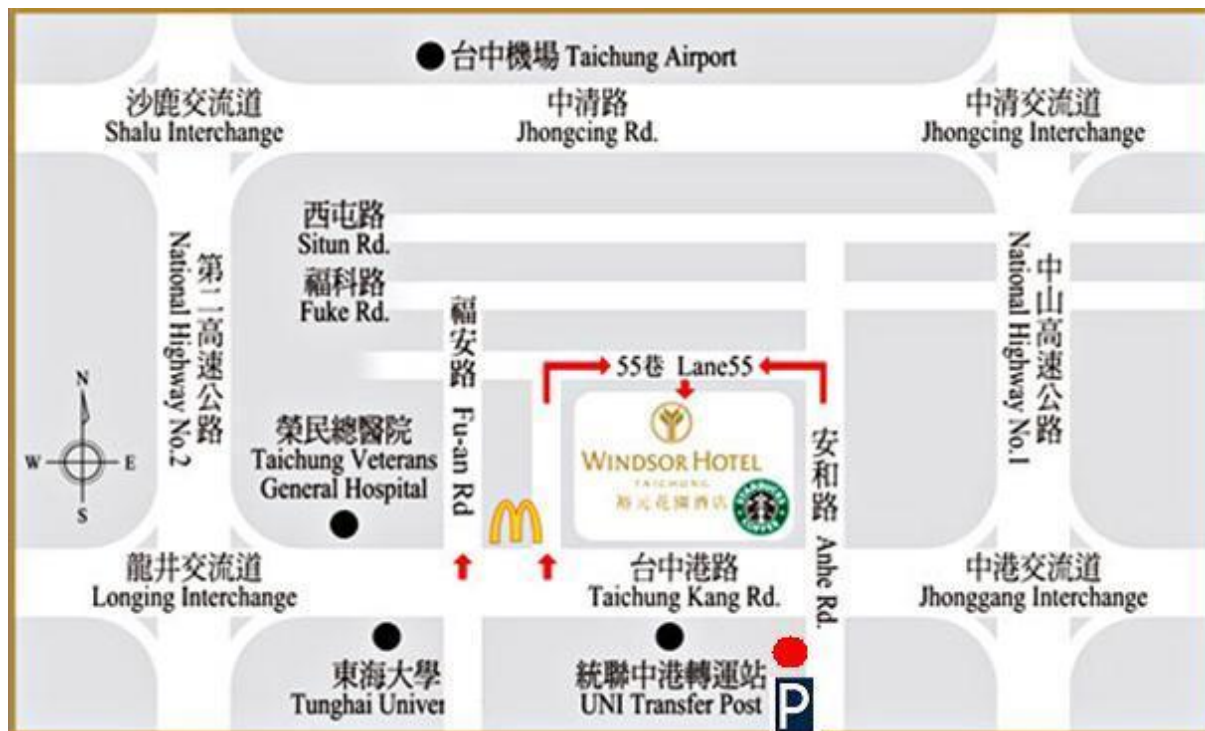 台中機場 Taichung Airport
沙鹿交流道
Shalu Interchange
中清路
Jhongcing Rd.
中清交流道
Jhongcing Interchange
西屯路
Situn Rd.
福科路
Fuke Rd.
第二高速公路
National Highway No.2
福安路 Fu-an Rd
55巷 Lane55
中山高速公路
National Highway No.1
N
W E
S
榮民總醫院
Taichung Veterans
General Hospital
WINDSOR HOTEL
TAICHUNG
裕元花園酒店
STARBUCKS
COFFEE
安和路 Anhe Rd.
龍井交流道
Longing Interchange
台中港路
Taichung Kang Rd.
中港交流道
Jhonggang Interchange
東海大學
Tunghai Univer
統聯中港轉運站
UNI Transfer Post
P